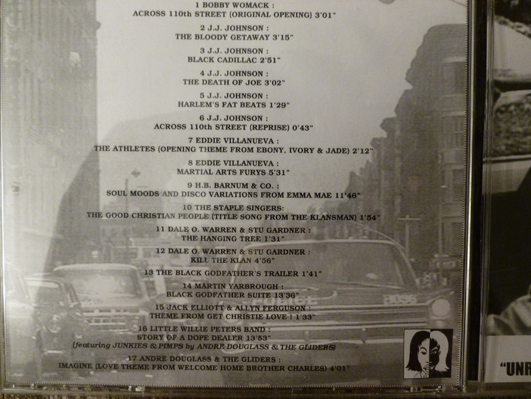 1 BOBBY WOMACK :
ACROSS 110th STREET (ORIGINAL OPENING) 3'01"
2 J.J. JOHNSON :
THE BLOODY GETAWAY 3'15"
3 J.J. JOHNSON :
BLACK CADILLAC 2'51"
4 J.J. JOHNSON :
THE DEATH OF JOE 3'02"
5 J.J. JOHNSON :
HARLEM'S FAT BEATS 1'29"
6 J.J. JOHNSON :
ACROSS 110th STREET (REPRISE) 0'43"
7 EDDIE VILLANUEVA :
THE ATHLETES (OPENING THEME FROM EBONY, IVORY & JADE) 2'12"
8 EDDIE VILLANUEVA :
MARTIAL ARTS FURYS 5'31"
9 H.B. BARNUM & CO. :
SOUL MOODS AND DISCO VARIATIONS FROM EMMA MAE 11'46"
10 THE STAPLE SINGERS:
THE GOOD CHRISTIAN PEOPLE (TITLE SONG FROM THE KLANSMAN) 1'54"
11 DALE O. WARREN & STU GARDNER :
THE HANGING TREE 1'31"
12 DALE O. WARREN & STU GARDNER :
KILL THE KLAN 4'56"
13 THE BLACK GODFATHER'S TRAILER 1'41"
14 MARTIN YARBROUGH :
BLACK GODFATHER SUITE 13'36"
15 JACK ELLIOTT & ALLYN FERGUSON :
THEME FROM GET CHRISTIE LOVE ! 1'33"
16 LITTLE WILLIE PETERS BAND :
STORY OF A DOPE DEALER 13'53"
(featuring JUNKIES & PIMPS by ANDRE DOUGLASS & THE GLIDERS)
17 ANDRE DOUGLASS & THE GLIDERS :
IMAGINE (LOVE THEME FROM WELCOME HOME BROTHER CHARLES) 4'01"